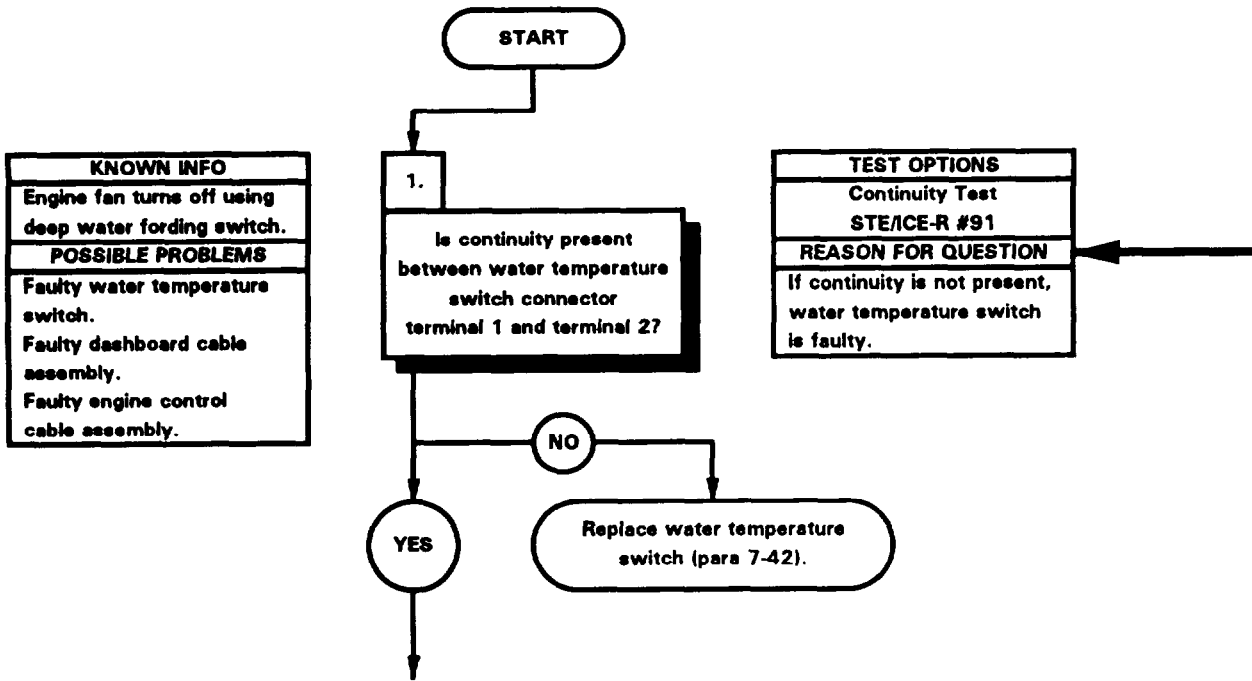 START
KNOWN INFO
Engine fan turns off using
deep water fording switch.
POSSIBLE PROBLEMS
Faulty water temperature
switch.
Faulty dashboard cable
assembly.
Faulty engine control
cable assembly.
1.
Is continuity present
between water temperature
switch connector
terminal 1 and terminal 2?
TEST OPTIONS
Continuity Test
STE/ICE-R #91
REASON FOR QUESTION
If continuity is not present,
water temperature switch
is faulty.
NO
YES
Replace water temperature
switch (para 7-42).